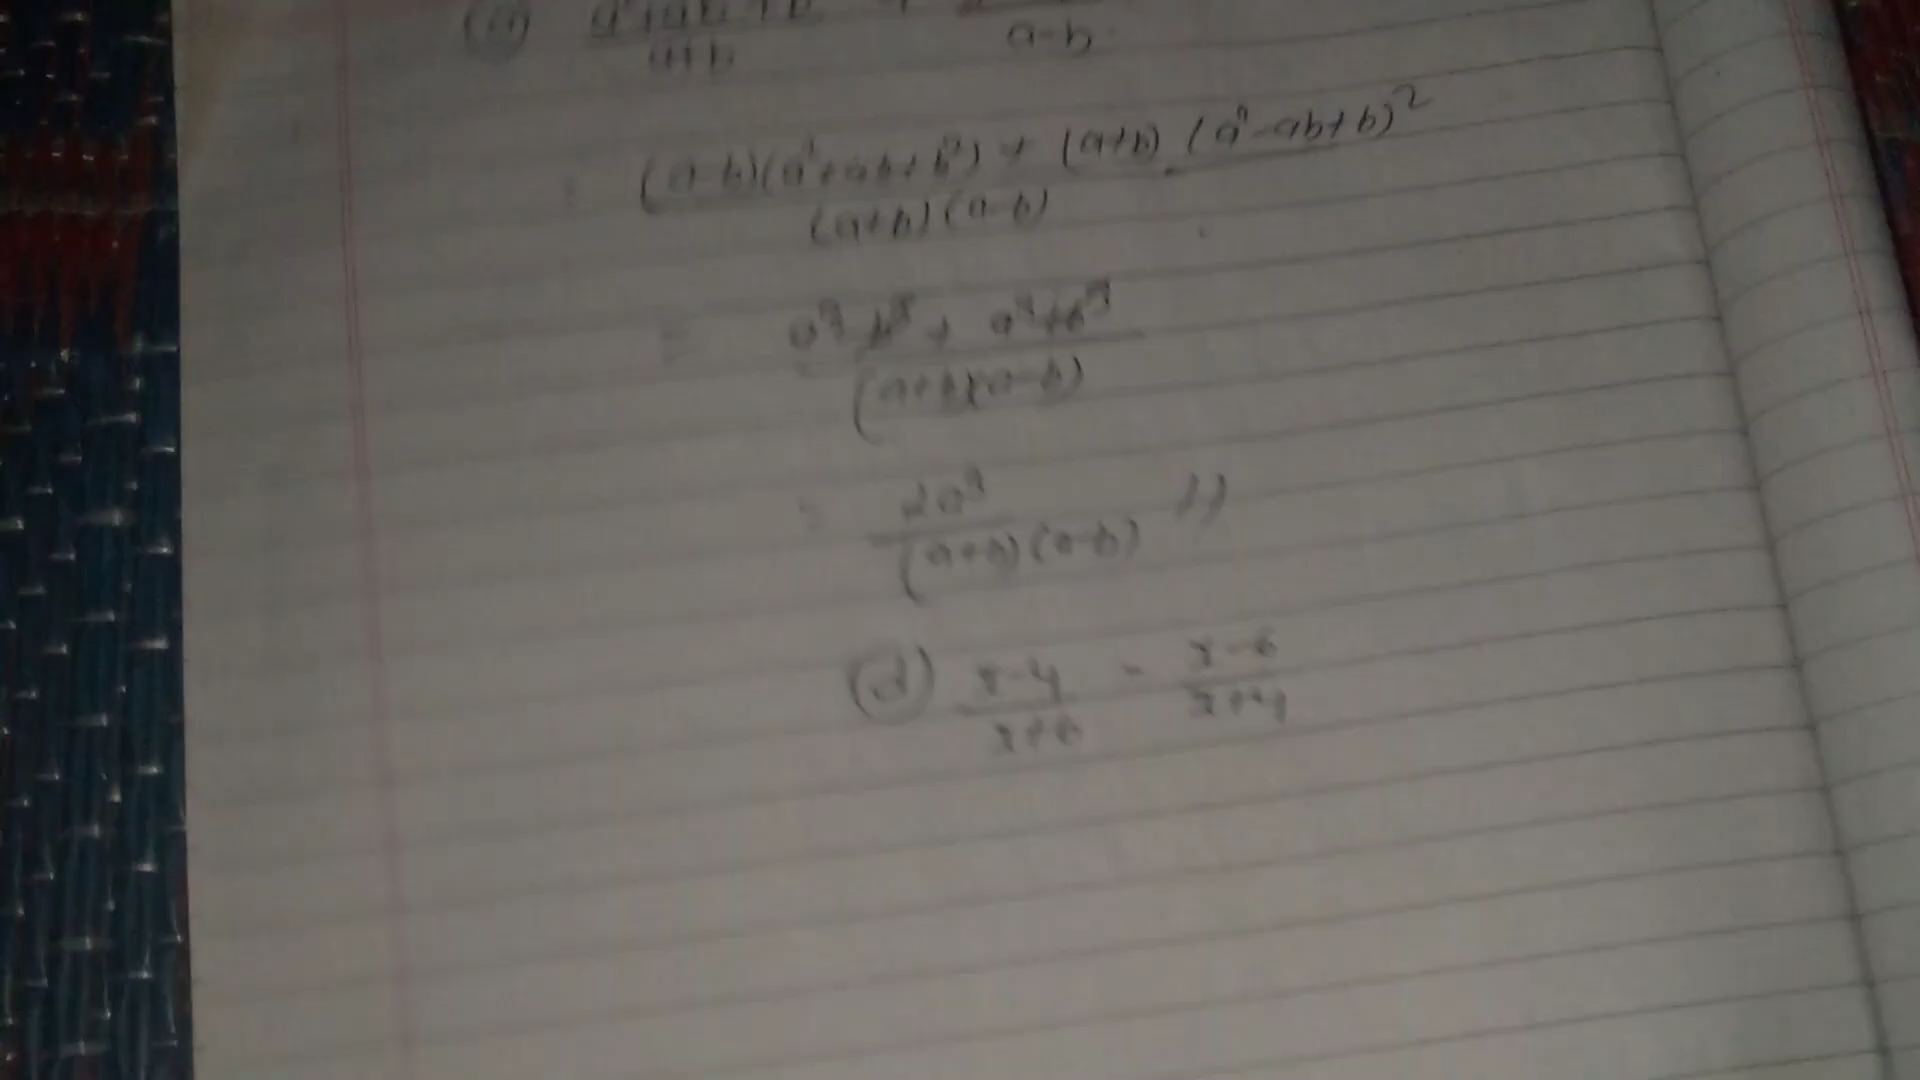 a+b a-b
(a-b)(a²+ab+b²) + (a+b) (a²-ab+b)²
(a+b)(a-b)
= a³-b³ + a³+b³
(a+b)(a-b)
= 2a³ //
(a+b)(a-b)
(d) x-4 - x-6
x+6 x+4